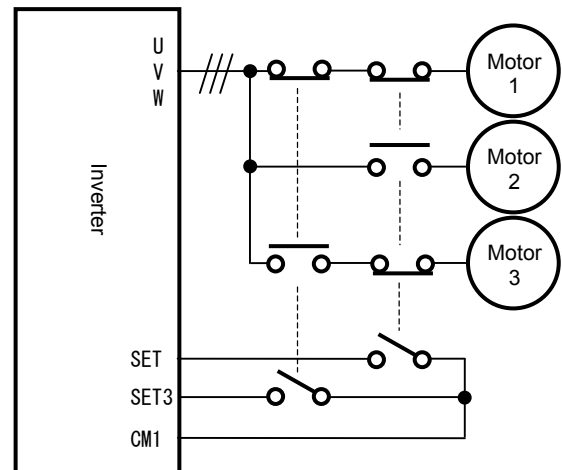 U
V
W
Motor
1
Motor
2
Motor
3
Inverter
SET
SET3
CM1